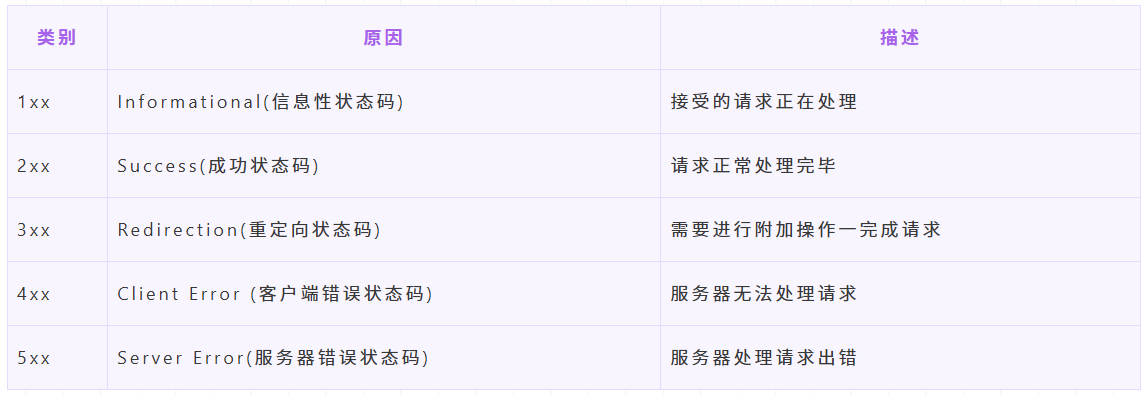 类别 原因 描述
1xx Informational(信息性状态码) 接受的请求正在处理
2xx Success(成功状态码) 请求正常处理完毕
3xx Redirection(重定向状态码) 需要进行附加操作一完成请求
4xx Client Error (客户端错误状态码) 服务器无法处理请求
5xx Server Error(服务器错误状态码) 服务器处理请求出错